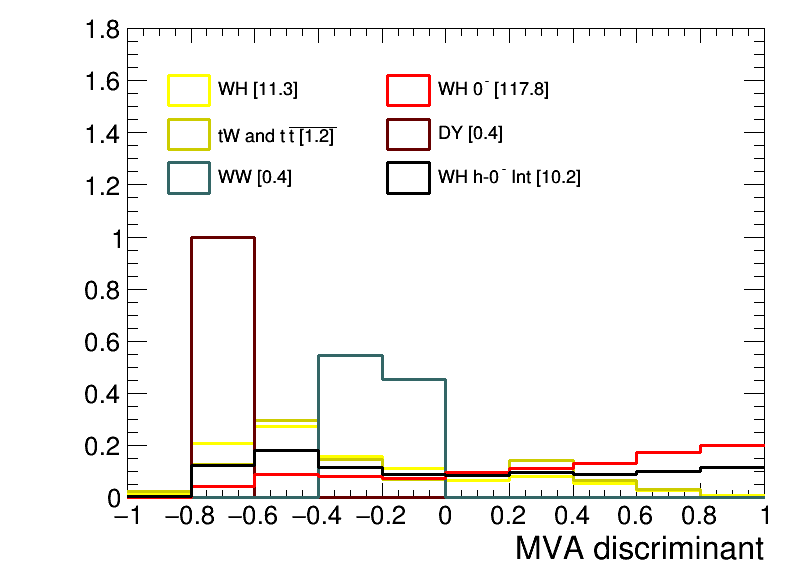 1.8
1.6
WH [11.3]
WH 0⁻ [117.8]
1.4
tW and t t̅ [1.2]
DY [0.4]
1.2
WW [0.4]
WH h-0⁻ Int [10.2]
1
0.8
0.6
0.4
0.2
0
−1 −0.8 −0.6 −0.4 −0.2 0 0.2 0.4 0.6 0.8 1
MVA discriminant